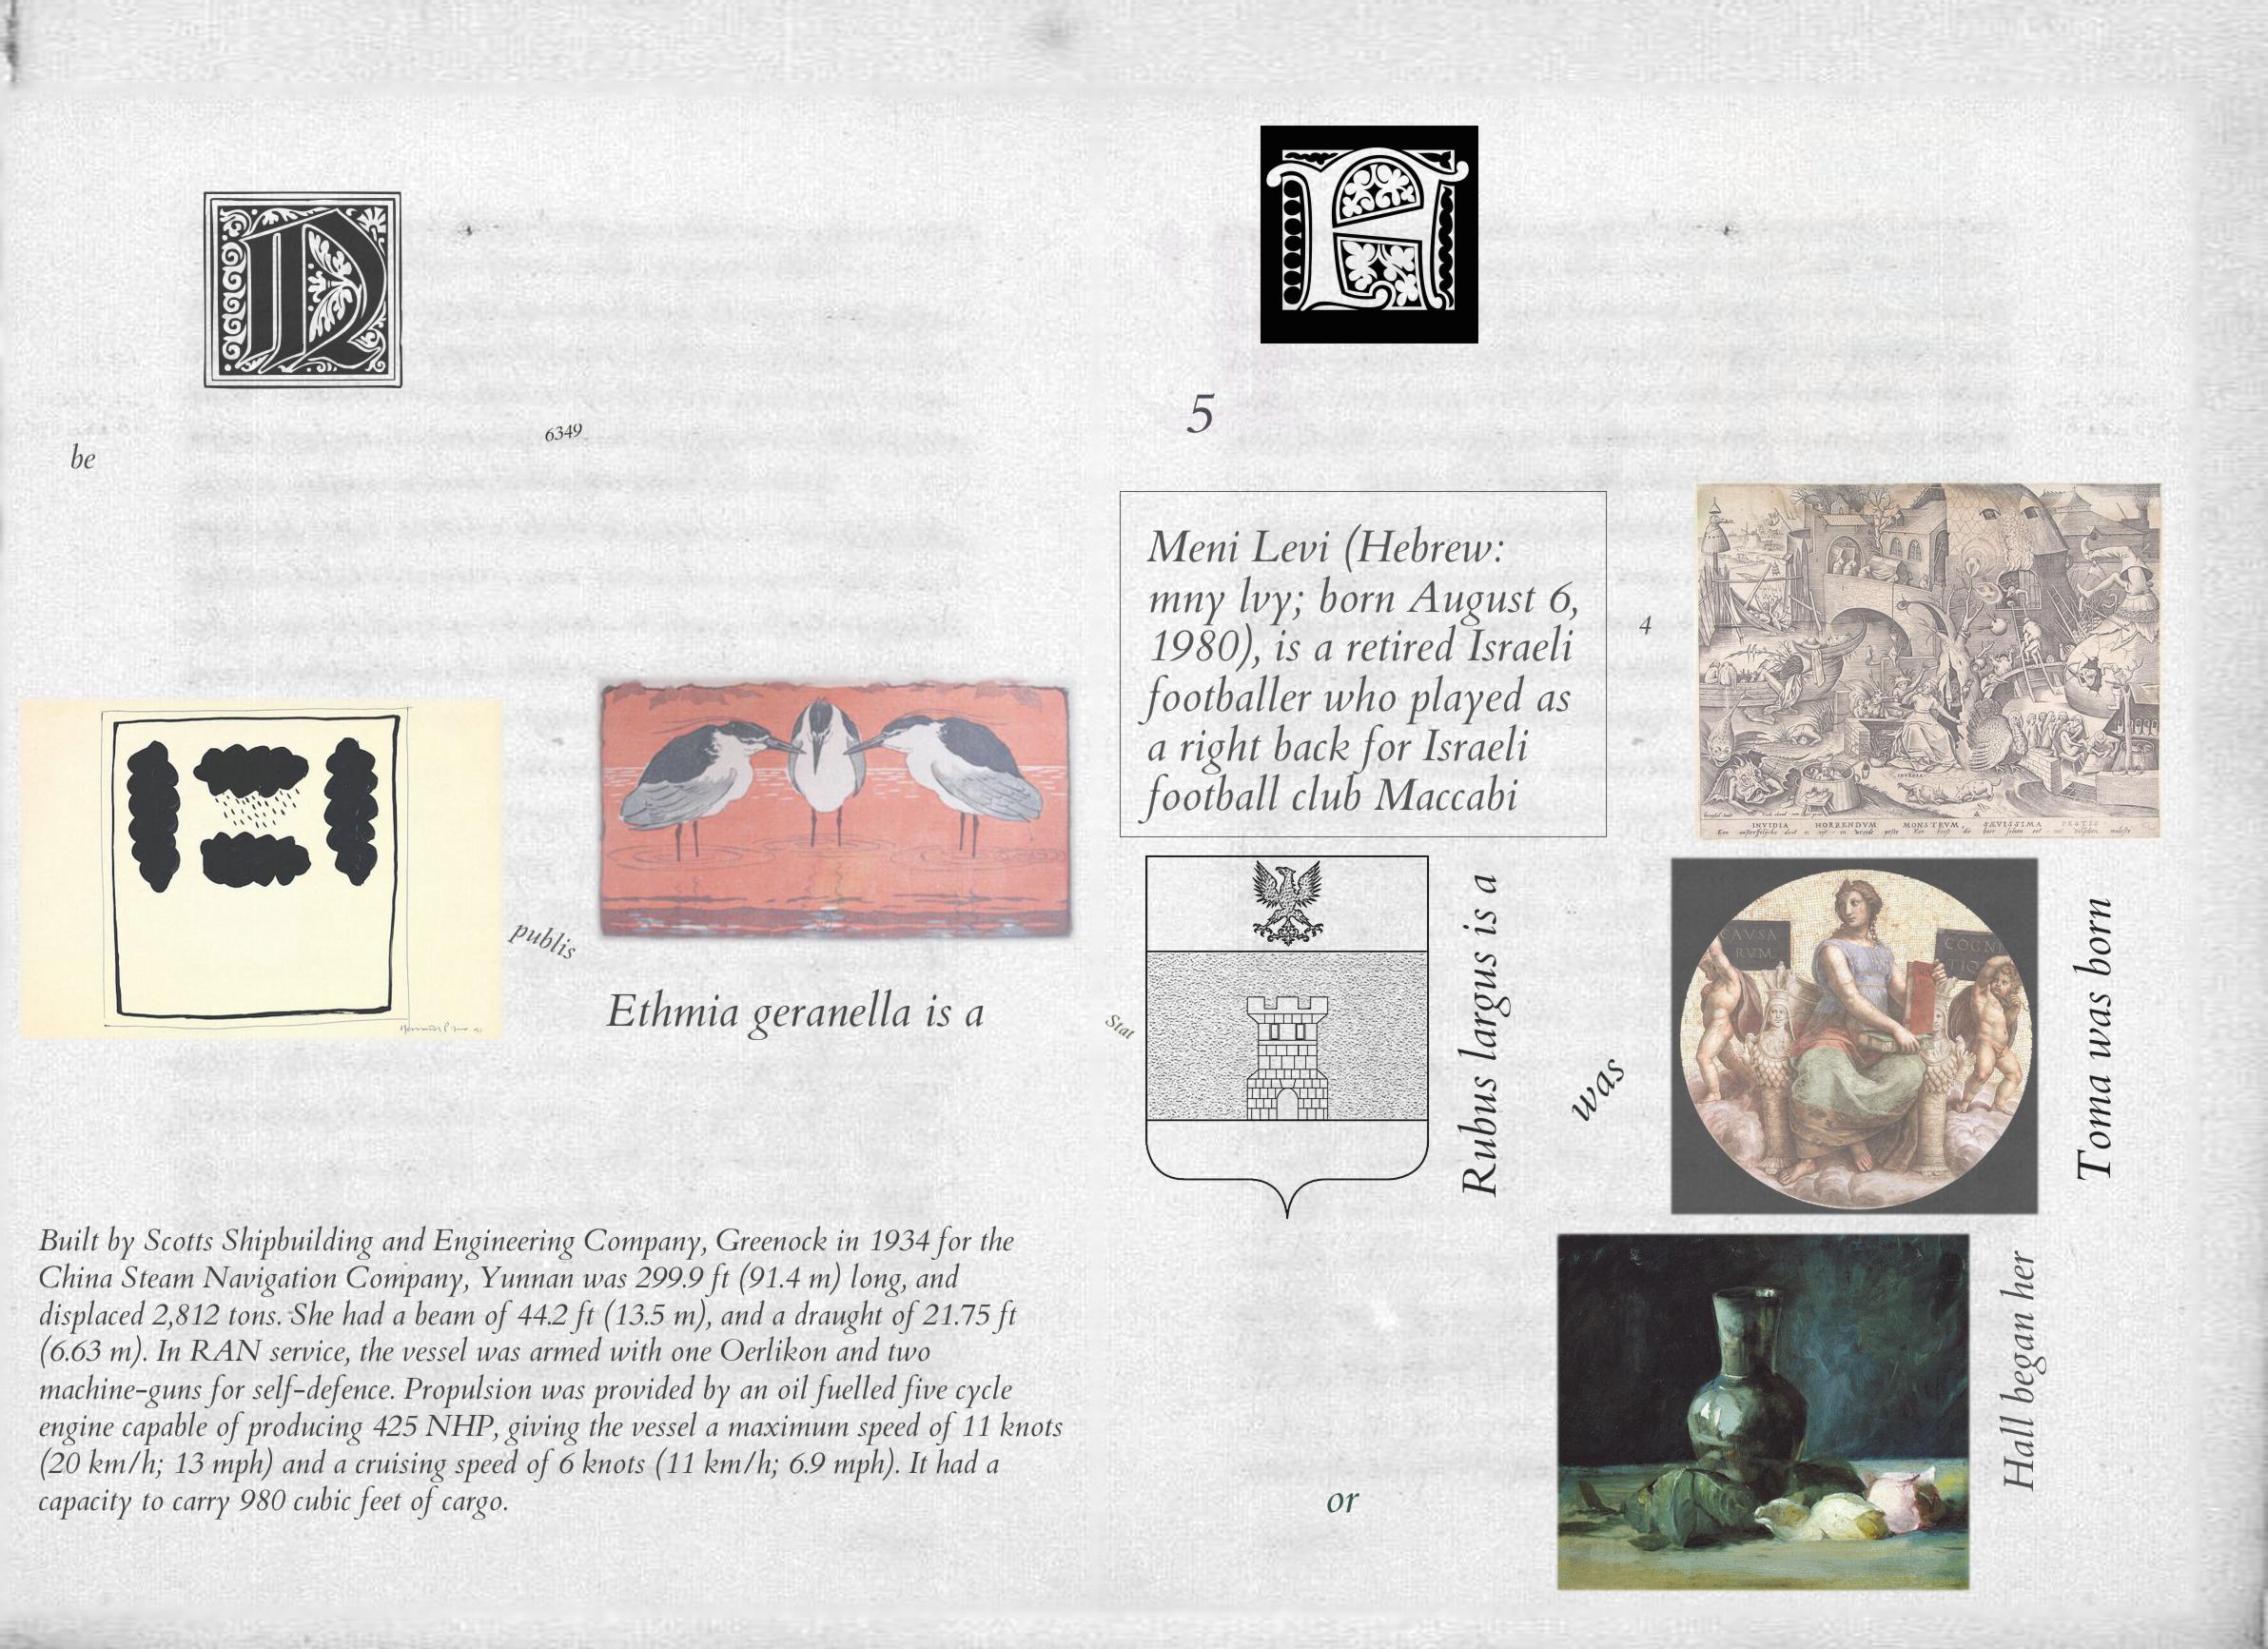 be
6349
publis
Ethmia geranella is a
Built by Scotts Shipbuilding and Engineering Company, Greenock in 1934 for the
China Steam Navigation Company, Yunnan was 299.9 ft (91.4 m) long, and
displaced 2,812 tons. She had a beam of 44.2 ft (13.5 m), and a draught of 21.75 ft
(6.63 m). In RAN service, the vessel was armed with one Oerlikon and two
machine-guns for self-defence. Propulsion was provided by an oil fuelled five cycle
engine capable of producing 425 NHP, giving the vessel a maximum speed of 11 knots
(20 km/h; 13 mph) and a cruising speed of 6 knots (11 km/h; 6.9 mph). It had a
capacity to carry 980 cubic feet of cargo.
5
Meni Levi (Hebrew:
mny lvy; born August 6,
1980), is a retired Israeli
footballer who played as
a right back for Israeli
football club Maccabi
4
INVIDIA HORRENDVM MONSTRVM, SÆVISSIMA PESTIS
Stat
Rubus largus is a
was
CAVSA
RVM
COGNI
TIO
Toma was born
Hall began her
or